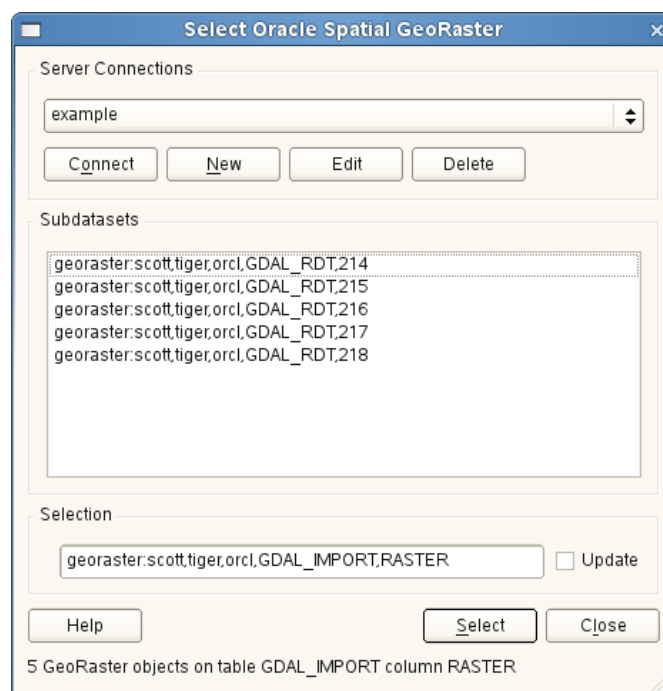 Select Oracle Spatial GeoRaster
Server Connections
example
Connect New Edit Delete
Subdatasets
georaster:scott,tiger,orcl,GDAL_RDT,214
georaster:scott,tiger,orcl,GDAL_RDT,215
georaster:scott,tiger,orcl,GDAL_RDT,216
georaster:scott,tiger,orcl,GDAL_RDT,217
georaster:scott,tiger,orcl,GDAL_RDT,218
Selection
georaster:scott,tiger,orcl,GDAL_IMPORT,RASTER Update
Help Select Close
5 GeoRaster objects on table GDAL_IMPORT column RASTER